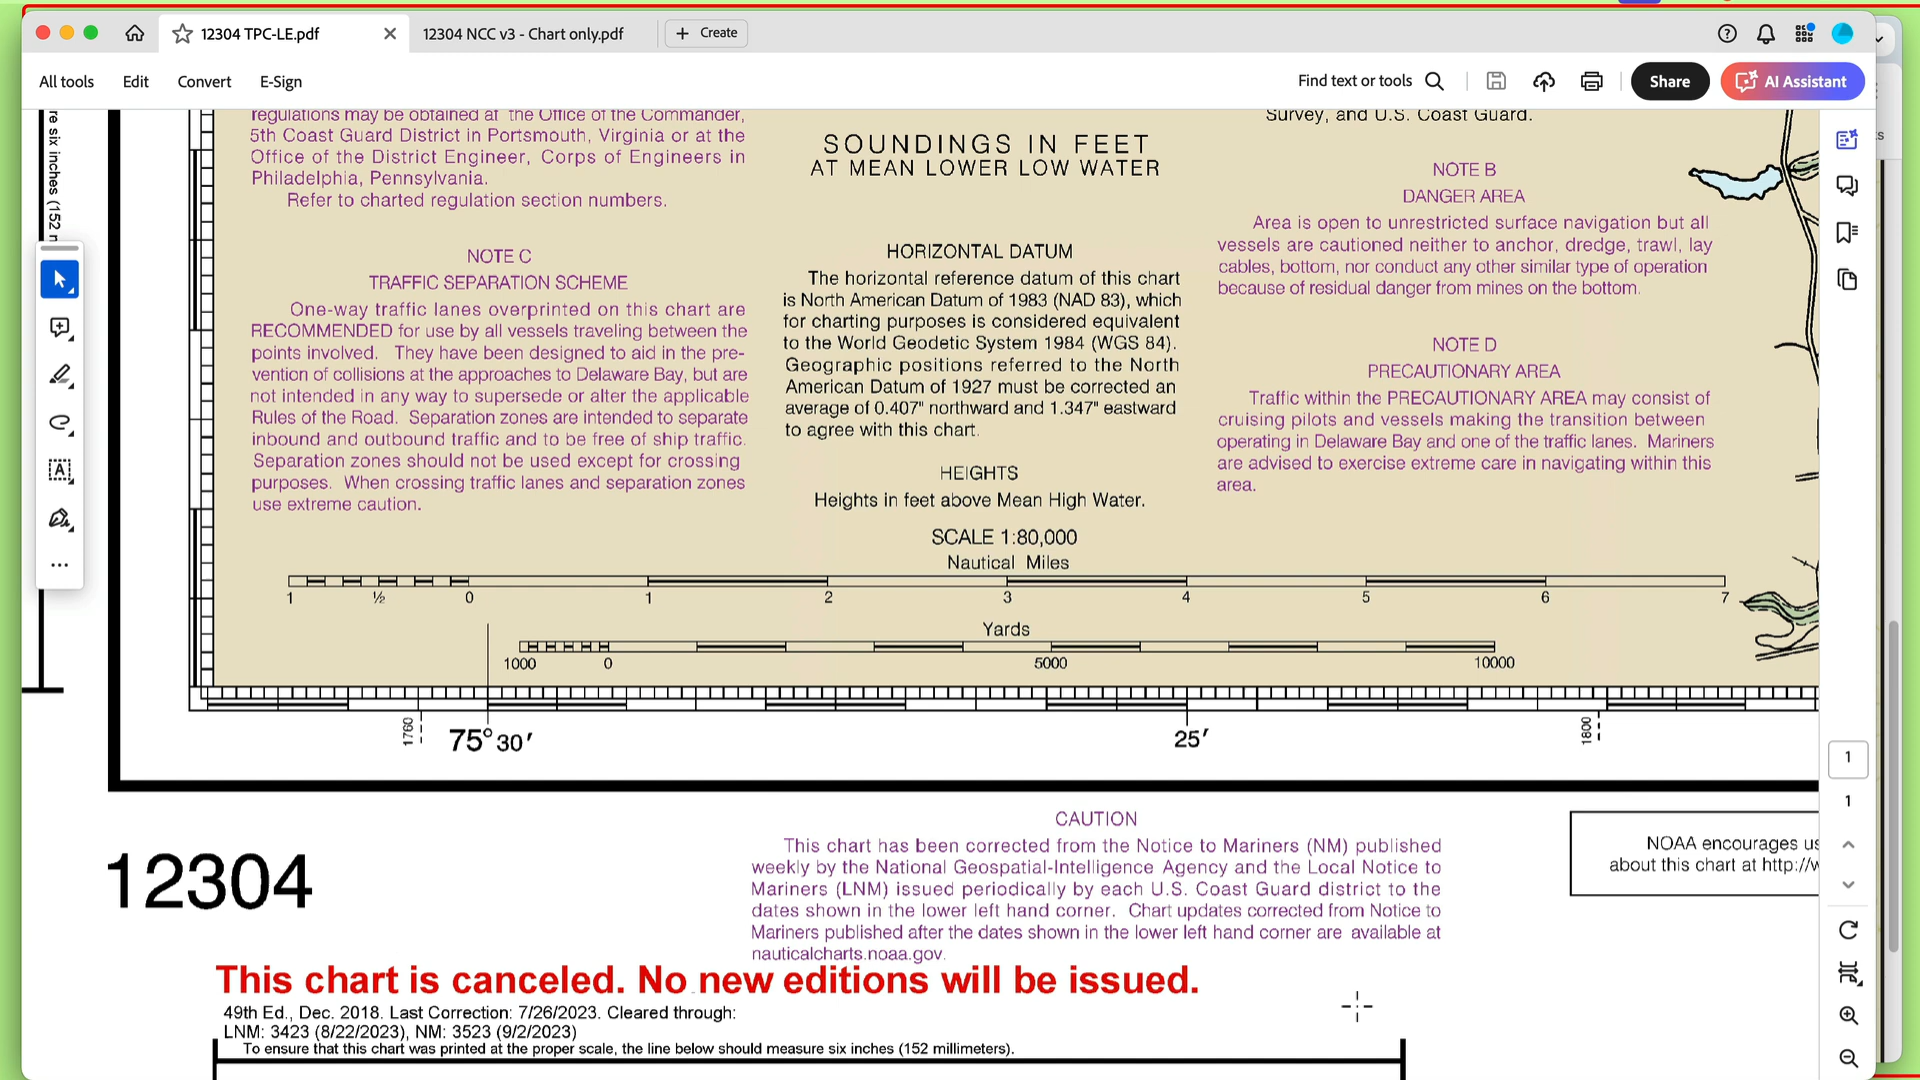 12304 TPC-LE.pdf
12304 NCC v3 - Chart only.pdf
Create
All tools
Edit
Convert
E-Sign
Find text or tools
Share
AI Assistant
re six inches (152 m
regulations may be obtained at the Office of the Commander,
5th Coast Guard District in Portsmouth, Virginia or at the
Office of the District Engineer, Corps of Engineers in
Philadelphia, Pennsylvania.
Refer to charted regulation section numbers.
NOTE C
TRAFFIC SEPARATION SCHEME
One-way traffic lanes overprinted on this chart are
RECOMMENDED for use by all vessels traveling between the
points involved. They have been designed to aid in the pre-
vention of collisions at the approaches to Delaware Bay, but are
not intended in any way to supersede or alter the applicable
Rules of the Road. Separation zones are intended to separate
inbound and outbound traffic and to be free of ship traffic.
Separation zones should not be used except for crossing
purposes. When crossing traffic lanes and separation zones
use extreme caution.
SOUNDINGS IN FEET
AT MEAN LOWER LOW WATER
HORIZONTAL DATUM
The horizontal reference datum of this chart
is North American Datum of 1983 (NAD 83), which
for charting purposes is considered equivalent
to the World Geodetic System 1984 (WGS 84).
Geographic positions referred to the North
American Datum of 1927 must be corrected an
average of 0.407" northward and 1.347" eastward
to agree with this chart.
HEIGHTS
Heights in feet above Mean High Water.
Survey, and U.S. Coast Guard.
NOTE B
DANGER AREA
Area is open to unrestricted surface navigation but all
vessels are cautioned neither to anchor, dredge, trawl, lay
cables, bottom, nor conduct any other similar type of operation
because of residual danger from mines on the bottom.
NOTE D
PRECAUTIONARY AREA
Traffic within the PRECAUTIONARY AREA may consist of
cruising pilots and vessels making the transition between
operating in Delaware Bay and one of the traffic lanes. Mariners
are advised to exercise extreme care in navigating within this
area.
SCALE 1:80,000
Nautical Miles
1 ½ 0 1 2 3 4 5 6 7
Yards
1000 0 5000 10000
1760
75° 30′
25′
1800
1
1
12304
CAUTION
This chart has been corrected from the Notice to Mariners (NM) published
weekly by the National Geospatial-Intelligence Agency and the Local Notice to
Mariners (LNM) issued periodically by each U.S. Coast Guard district to the
dates shown in the lower left hand corner. Chart updates corrected from Notice to
Mariners published after the dates shown in the lower left hand corner are available at
nauticalcharts.noaa.gov.
NOAA encourages us
about this chart at http://w
This chart is canceled. No new editions will be issued.
49th Ed., Dec. 2018. Last Correction: 7/26/2023. Cleared through:
LNM: 3423 (8/22/2023), NM: 3523 (9/2/2023)
To ensure that this chart was printed at the proper scale, the line below should measure six inches (152 millimeters).